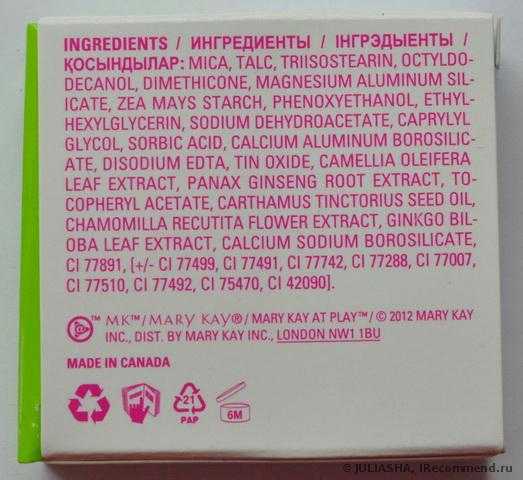 INGREDIENTS / ИНГРЕДИЕНТЫ / ІНГРЭДЫЕНТЫ /
ҚОСЫНДЫЛАР: MICA, TALC, TRIISOSTEARIN, OCTYLDO-
DECANOL, DIMETHICONE, MAGNESIUM ALUMINUM SIL-
ICATE, ZEA MAYS STARCH, PHENOXYETHANOL, ETHYL-
HEXYLGLYCERIN, SODIUM DEHYDROACETATE, CAPRYLYL
GLYCOL, SORBIC ACID, CALCIUM ALUMINUM BOROSILIC-
ATE, DISODIUM EDTA, TIN OXIDE, CAMELLIA OLEIFERA
LEAF EXTRACT, PANAX GINSENG ROOT EXTRACT, TO-
COPHERYL ACETATE, CARTHAMUS TINCTORIUS SEED OIL,
CHAMOMILLA RECUTITA FLOWER EXTRACT, GINKGO BIL-
OBA LEAF EXTRACT, CALCIUM SODIUM BOROSILICATE,
CI 77891, [+/- CI 77499, CI 77491, CI 77742, CI 77288, CI 77007,
CI 77510, CI 77492, CI 75470, CI 42090].
™ MK™/MARY KAY®/MARY KAY AT PLAY™/© 2012 MARY KAY
INC., DIST. BY MARY KAY INC., LONDON NW1 1BU
MADE IN CANADA
21
PAP
6M
© JULIASHA, IRecommend.ru